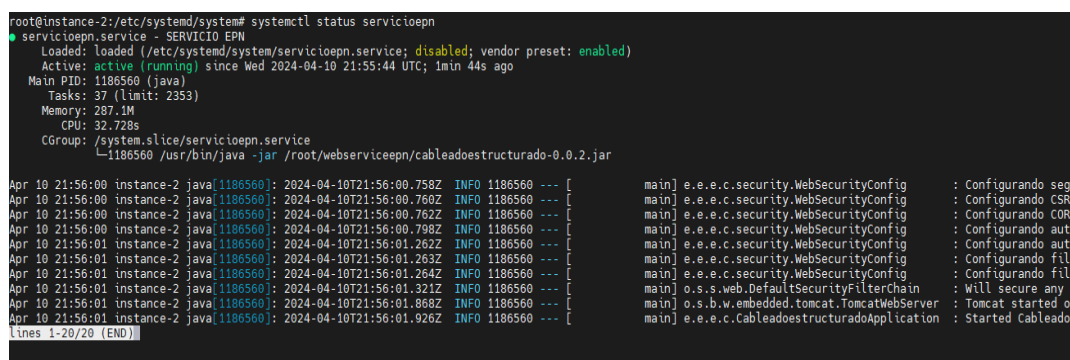 root@instance-2:/etc/systemd/system# systemctl status servicioepn
● servicioepn.service - SERVICIO EPN
     Loaded: loaded (/etc/systemd/system/servicioepn.service; disabled; vendor preset: enabled)
     Active: active (running) since Wed 2024-04-10 21:55:44 UTC; 1min 44s ago
   Main PID: 1186560 (java)
      Tasks: 37 (limit: 2353)
     Memory: 287.1M
        CPU: 32.728s
     CGroup: /system.slice/servicioepn.service
             └─1186560 /usr/bin/java -jar /root/webserviceepn/cableadoestructurado-0.0.2.jar
Apr 10 21:56:00 instance-2 java[1186560]: 2024-04-10T21:56:00.758Z  INFO 1186560 --- [           main] e.e.e.c.security.WebSecurityConfig       : Configurando seg
Apr 10 21:56:00 instance-2 java[1186560]: 2024-04-10T21:56:00.760Z  INFO 1186560 --- [           main] e.e.e.c.security.WebSecurityConfig       : Configurando CSR
Apr 10 21:56:00 instance-2 java[1186560]: 2024-04-10T21:56:00.762Z  INFO 1186560 --- [           main] e.e.e.c.security.WebSecurityConfig       : Configurando COR
Apr 10 21:56:00 instance-2 java[1186560]: 2024-04-10T21:56:00.798Z  INFO 1186560 --- [           main] e.e.e.c.security.WebSecurityConfig       : Configurando aut
Apr 10 21:56:01 instance-2 java[1186560]: 2024-04-10T21:56:01.262Z  INFO 1186560 --- [           main] e.e.e.c.security.WebSecurityConfig       : Configurando aut
Apr 10 21:56:01 instance-2 java[1186560]: 2024-04-10T21:56:01.263Z  INFO 1186560 --- [           main] e.e.e.c.security.WebSecurityConfig       : Configurando fil
Apr 10 21:56:01 instance-2 java[1186560]: 2024-04-10T21:56:01.264Z  INFO 1186560 --- [           main] e.e.e.c.security.WebSecurityConfig       : Configurando fil
Apr 10 21:56:01 instance-2 java[1186560]: 2024-04-10T21:56:01.321Z  INFO 1186560 --- [           main] o.s.s.web.DefaultSecurityFilterChain     : Will secure any
Apr 10 21:56:01 instance-2 java[1186560]: 2024-04-10T21:56:01.868Z  INFO 1186560 --- [           main] o.s.b.w.embedded.tomcat.TomcatWebServer  : Tomcat started o
Apr 10 21:56:01 instance-2 java[1186560]: 2024-04-10T21:56:01.926Z  INFO 1186560 --- [           main] e.e.e.c.CableadoestructuradoApplication  : Started Cableado
lines 1-20/20 (END)